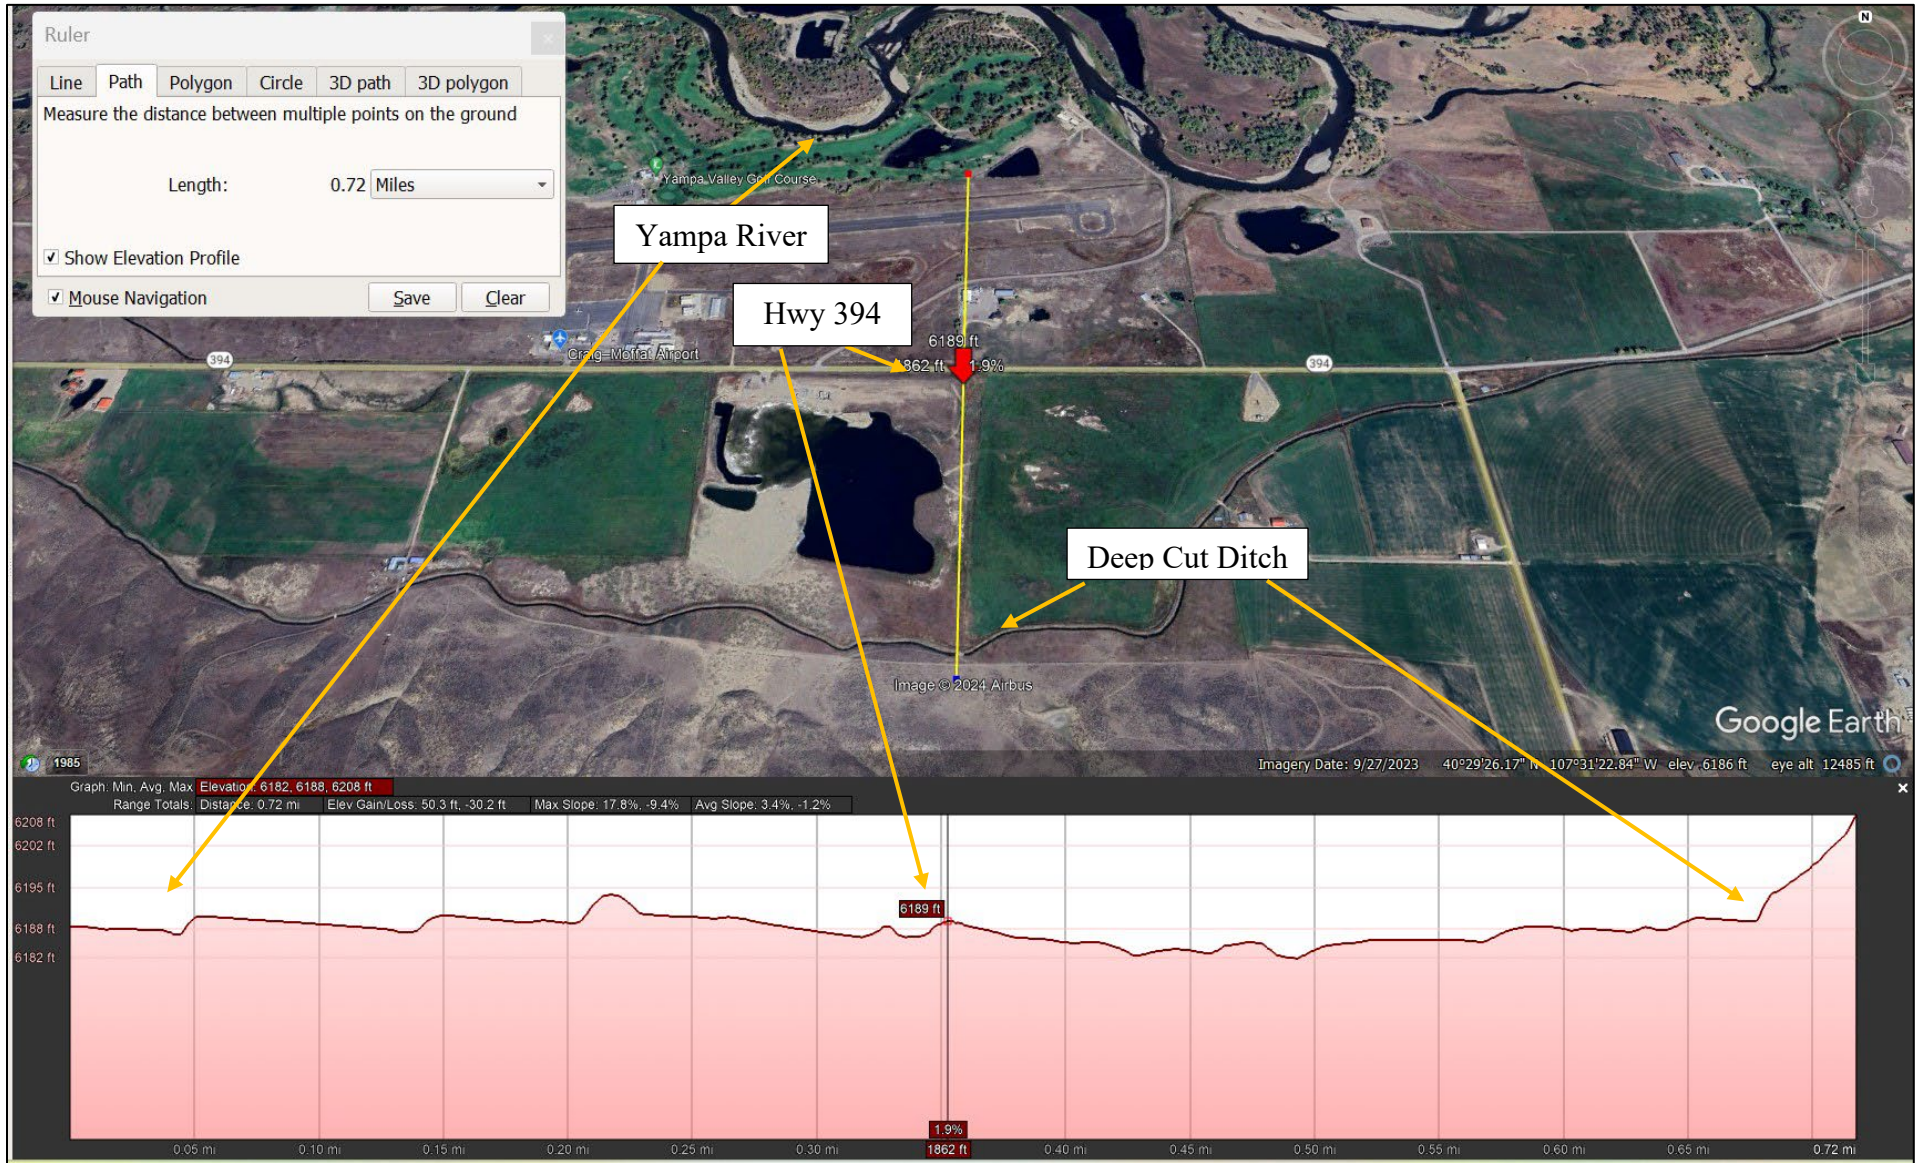 Ruler
Line Path Polygon Circle 3D path 3D polygon
Measure the distance between multiple points on the ground
Length: 0.72 Miles
Show Elevation Profile
Mouse Navigation Save Clear
N
Yampa Valley Golf Course
Yampa River
Hwy 394
6189 ft
862 ft 1.9%
Craig-Moffat Airport
394
394
Deep Cut Ditch
Image © 2024 Airbus
Google Earth
1985
Imagery Date: 9/27/2023 40°29'26.17" N 107°31'22.84" W elev 6186 ft eye alt 12485 ft
Graph: Min, Avg, Max Elevation: 6182, 6188, 6208 ft
Range Totals: Distance: 0.72 mi Elev Gain/Loss: 50.3 ft, -30.2 ft Max Slope: 17.8%, -9.4% Avg Slope: 3.4%, -1.2%
6208 ft
6202 ft
6195 ft
6188 ft
6182 ft
6189 ft
1.9%
0.05 mi 0.10 mi 0.15 mi 0.20 mi 0.25 mi 0.30 mi 1862 ft 0.40 mi 0.45 mi 0.50 mi 0.55 mi 0.60 mi 0.65 mi 0.72 mi